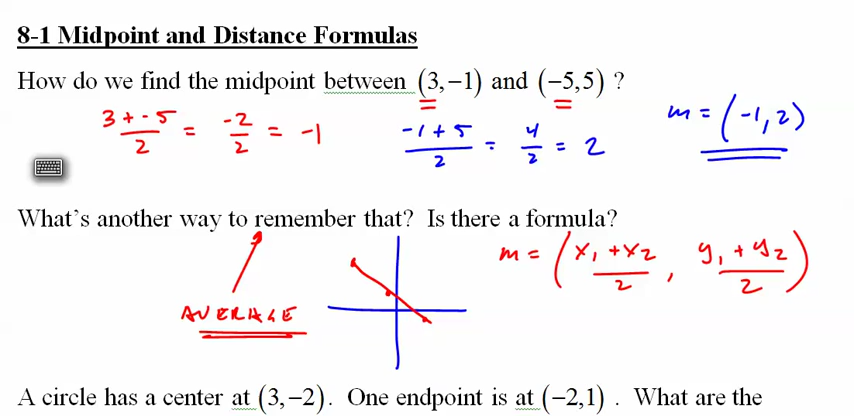 8-1 Midpoint and Distance Formulas
How do we find the midpoint between (3,−1) and (−5,5) ?
3 + -5 / 2 = -2/2 = -1
-1 + 5 / 2 = 4/2 = 2
m = (-1, 2)
What's another way to remember that? Is there a formula?
m = (x₁ + x₂ / 2, y₁ + y₂ / 2)
AVERAGE
A circle has a center at (3,−2). One endpoint is at (−2,1) . What are the